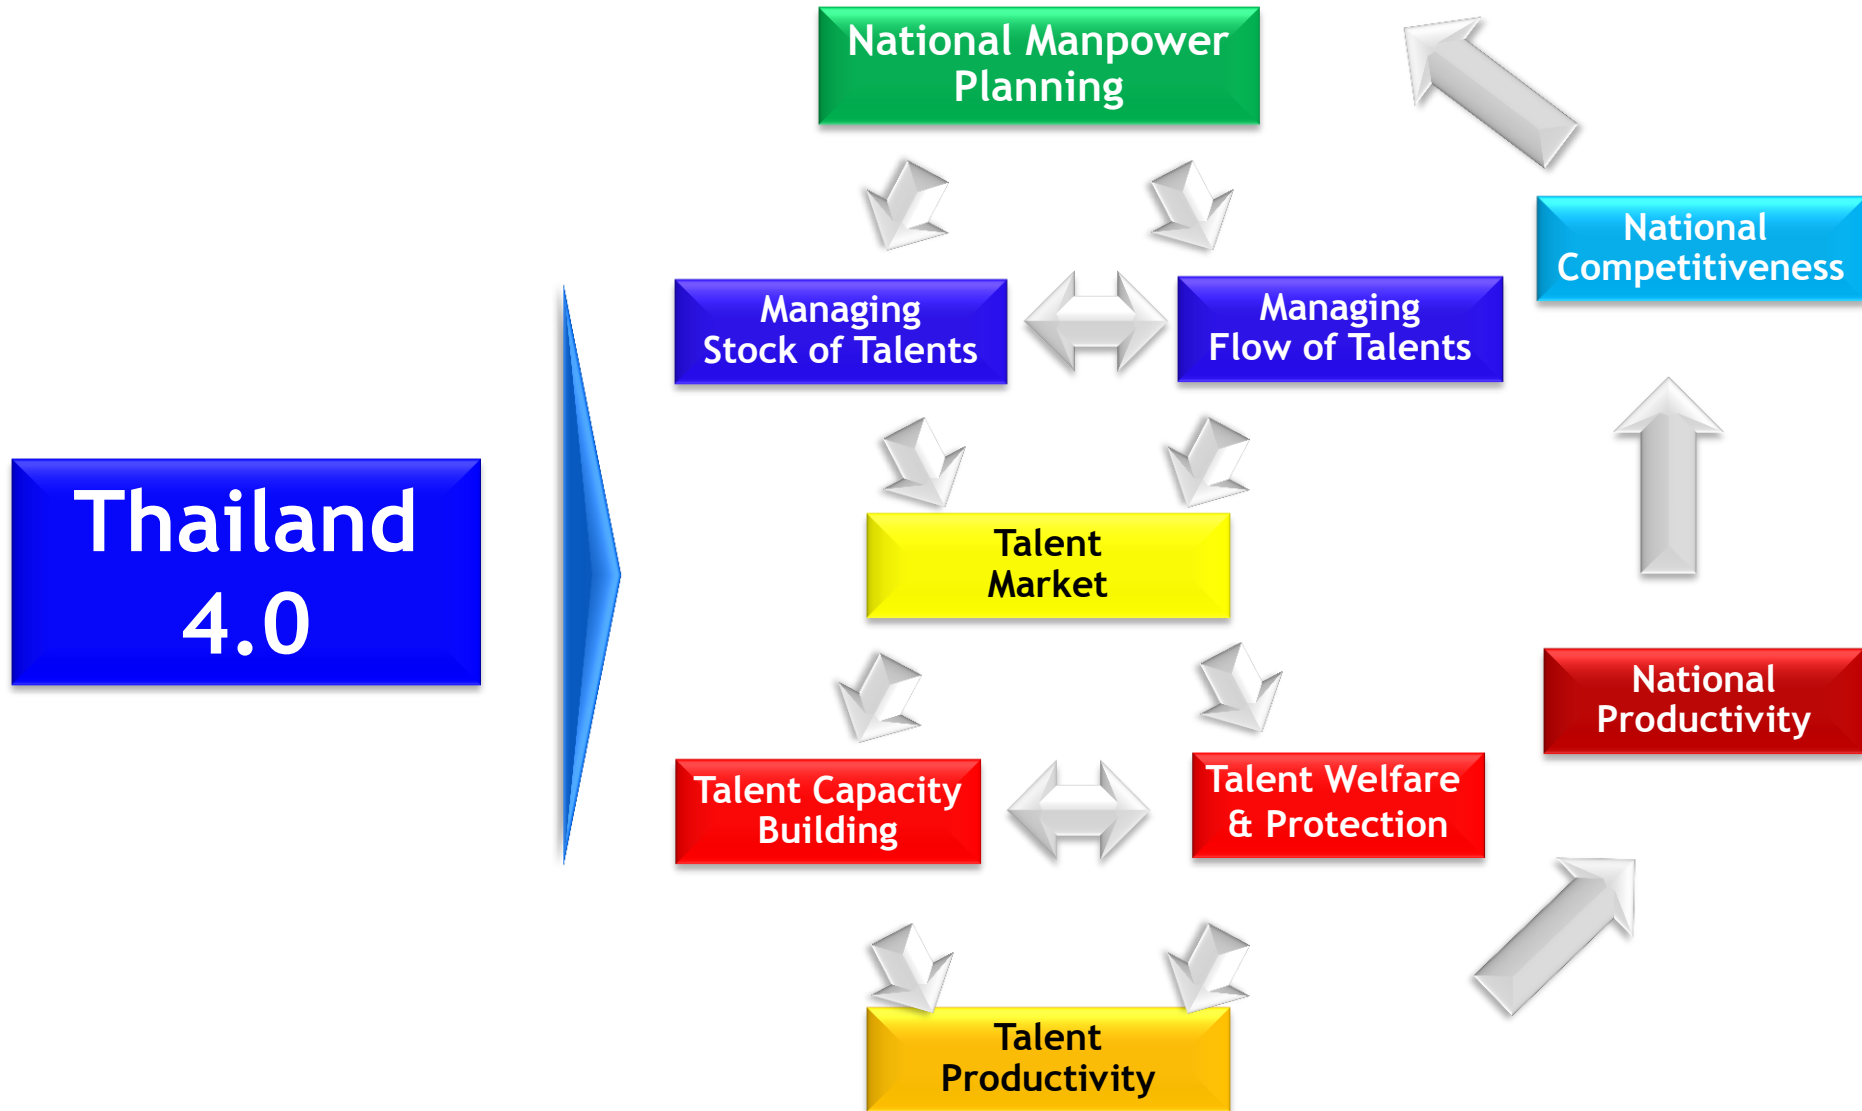 National Manpower
Planning
National
Competitiveness
Managing
Stock of Talents
Managing
Flow of Talents
Thailand
4.0
Talent
Market
National
Productivity
Talent Capacity
Building
Talent Welfare
& Protection
Talent
Productivity